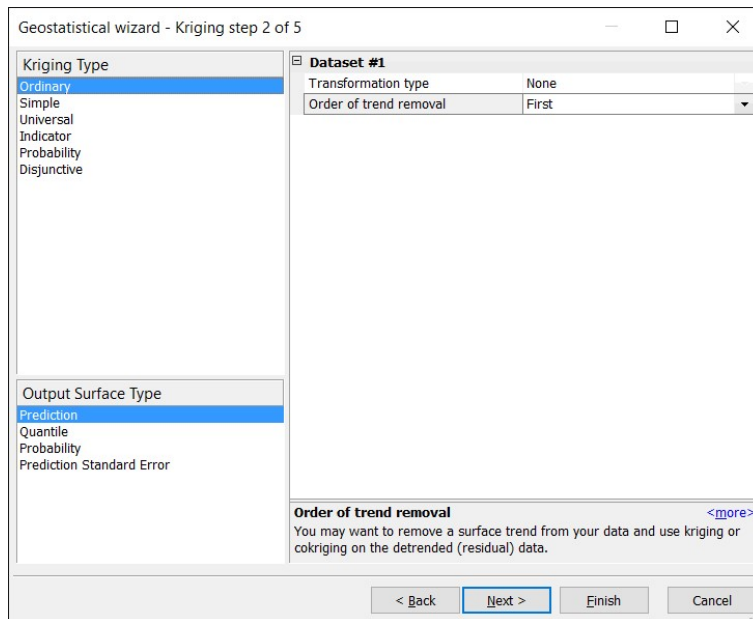 Geostatistical wizard - Kriging step 2 of 5
Kriging Type
Ordinary
Simple
Universal
Indicator
Probability
Disjunctive
Output Surface Type
Prediction
Quantile
Probability
Prediction Standard Error
Dataset #1
Transformation type None
Order of trend removal First
Order of trend removal <more>
You may want to remove a surface trend from your data and use kriging or
cokriging on the detrended (residual) data.
< Back Next > Finish Cancel